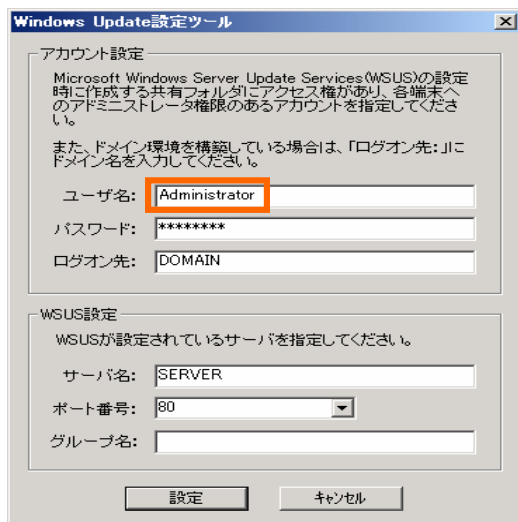 Windows Update設定ツール
アカウント設定
Microsoft Windows Server Update Services(WSUS)の設定
時に作成する共有フォルダにアクセス権があり、各端末へ
のアドミニストレータ権限のあるアカウントを指定してくださ
い。
また、ドメイン環境を構築している場合は、「ログオン先:」に
ドメイン名を入力してください。
ユーザ名: Administrator
パスワード: ********
ログオン先: DOMAIN
WSUS設定
WSUSが設定されているサーバを指定してください。
サーバ名: SERVER
ポート番号: 80
グループ名:
設定 キャンセル